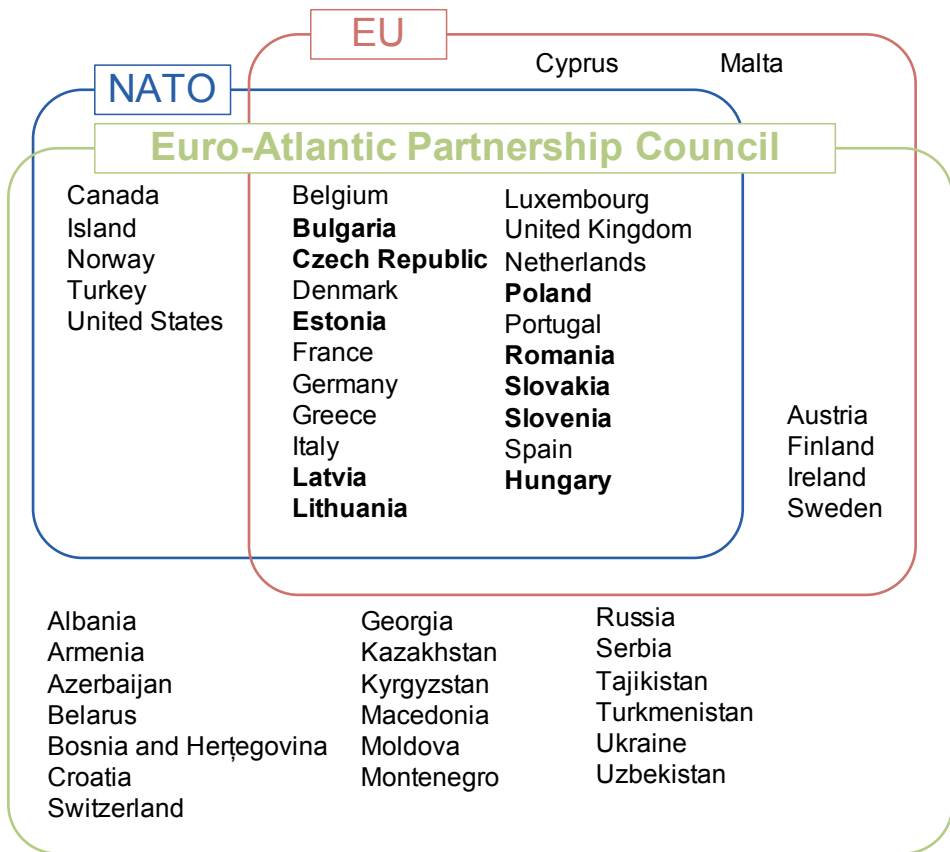 EU
Cyprus
Malta
NATO
Euro-Atlantic Partnership Council
Canada
Island
Norway
Turkey
United States
Belgium
Bulgaria
Czech Republic
Denmark
Estonia
France
Germany
Greece
Italy
Latvia
Lithuania
Luxembourg
United Kingdom
Netherlands
Poland
Portugal
Romania
Slovakia
Slovenia
Spain
Hungary
Austria
Finland
Ireland
Sweden
Albania
Armenia
Azerbaijan
Belarus
Bosnia and Herțegovina
Croatia
Switzerland
Georgia
Kazakhstan
Kyrgyzstan
Macedonia
Moldova
Montenegro
Russia
Serbia
Tajikistan
Turkmenistan
Ukraine
Uzbekistan